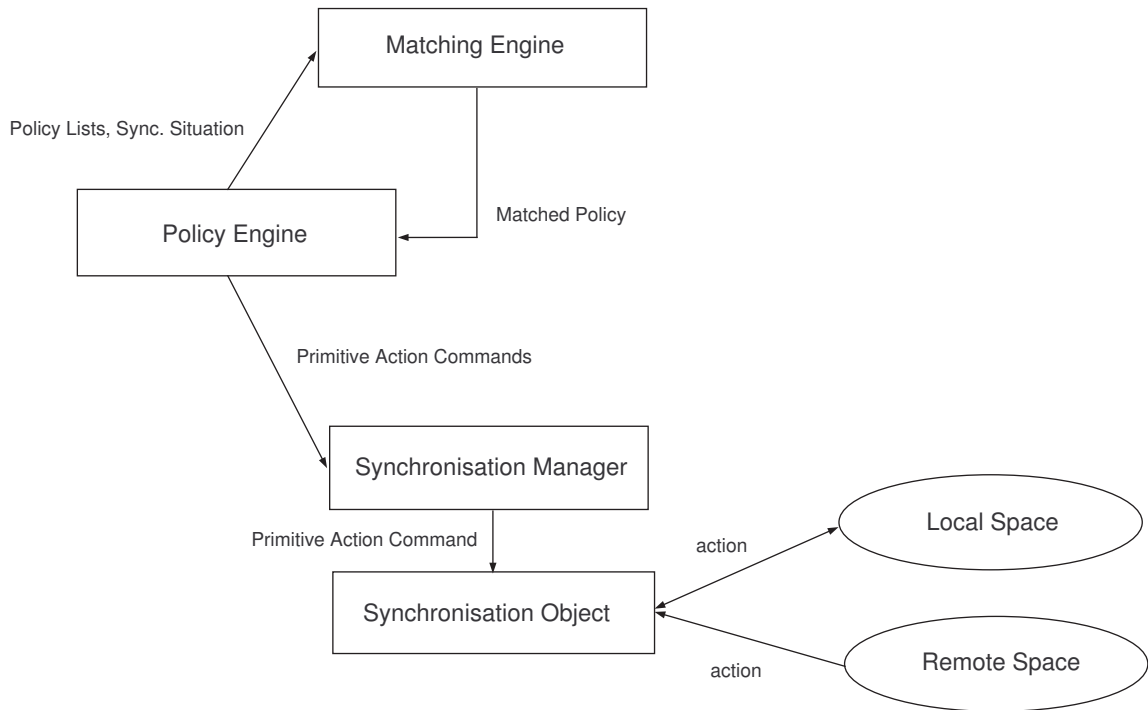 Matching Engine
Policy Lists, Sync. Situation
Matched Policy
Policy Engine
Primitive Action Commands
Synchronisation Manager
Primitive Action Command
Synchronisation Object
action
Local Space
action
Remote Space